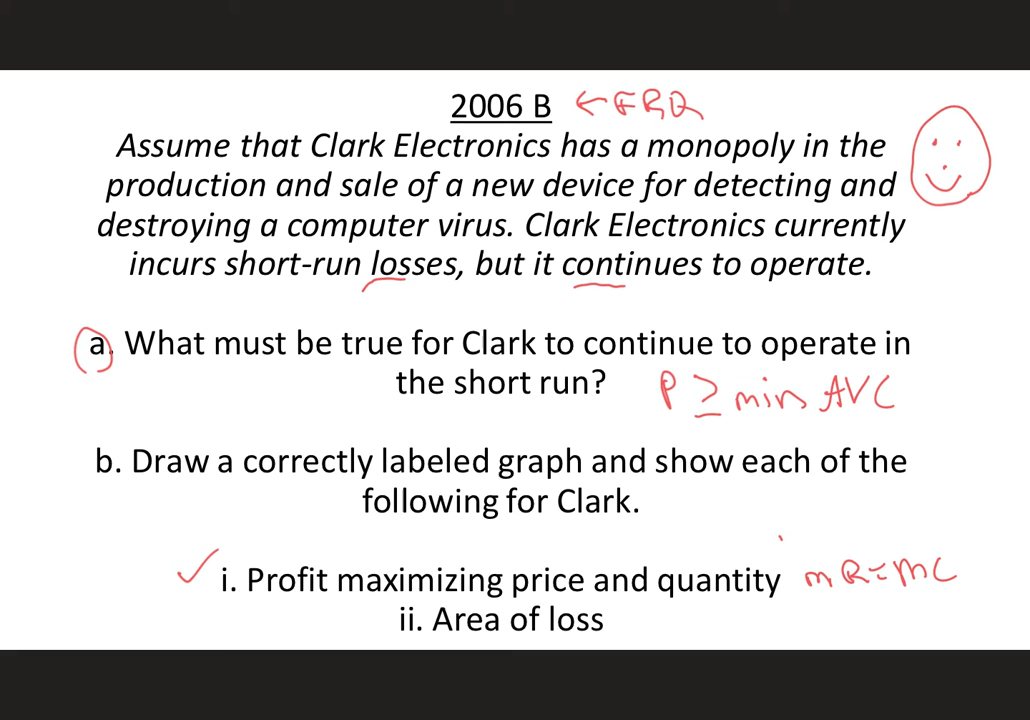 2006 B ← FRQ
Assume that Clark Electronics has a monopoly in the
production and sale of a new device for detecting and
destroying a computer virus. Clark Electronics currently
incurs short-run losses, but it continues to operate.
a. What must be true for Clark to continue to operate in
the short run? P ≥ min AVC
b. Draw a correctly labeled graph and show each of the
following for Clark.
i. Profit maximizing price and quantity MR=MC
ii. Area of loss